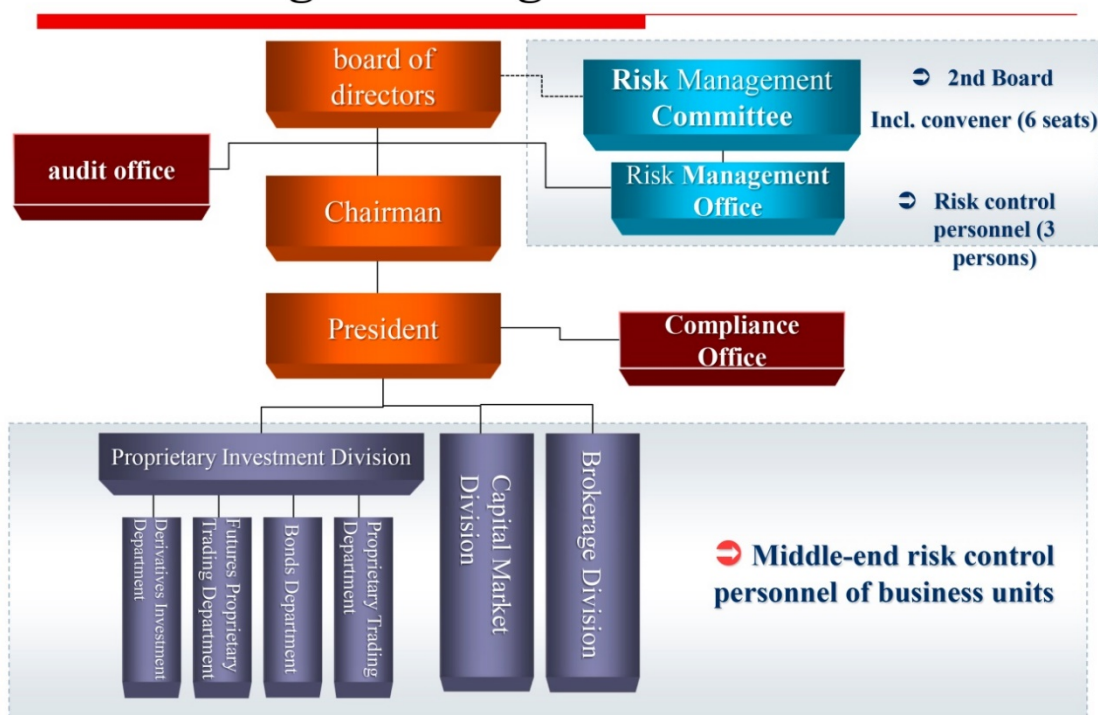 board of
directors
Risk Management
Committee
➲ 2nd Board
Incl. convener (6 seats)
audit office
Risk Management
Office
➲ Risk control
personnel (3
persons)
Chairman
President
Compliance
Office
Proprietary Investment Division
Derivatives Investment
Department
Futures Proprietary
Trading Department
Bonds Department
Proprietary Trading
Department
Capital Market
Division
Brokerage Division
➲ Middle-end risk control
personnel of business units